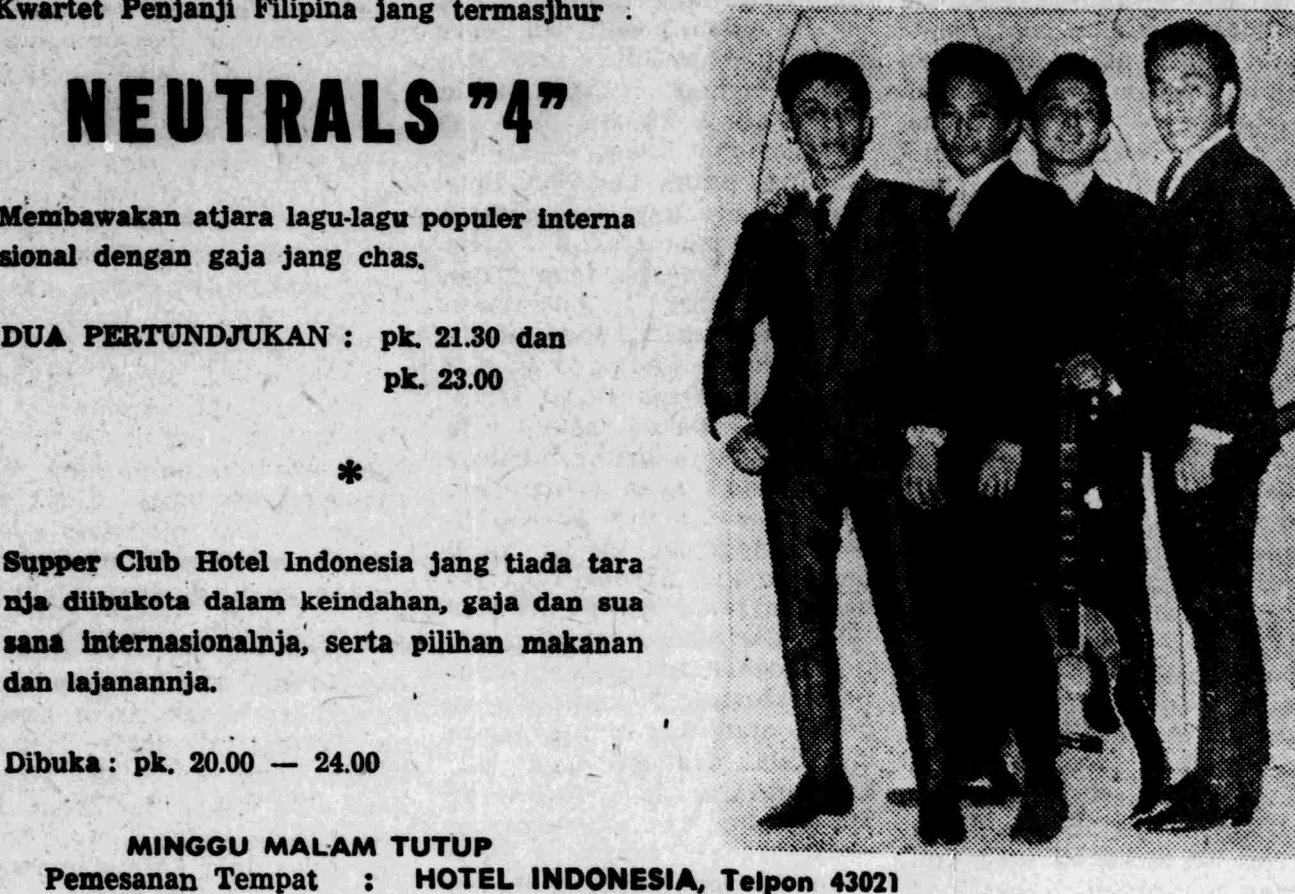 Kwartet Penjanji Filipina jang termasjhur :
NEUTRALS ”4”
Membawakan atjara lagu-lagu populer interna
sional dengan gaja jang chas.
DUA PERTUNDJUKAN : pk. 21.30 dan
pk. 23.00
*
Supper Club Hotel Indonesia jang tiada tara
nja diibukota dalam keindahan, gaja dan sua
sana internasionalnja, serta pilihan makanan
dan lajanannja.
Dibuka : pk. 20.00 — 24.00
MINGGU MALAM TUTUP
Pemesanan Tempat : HOTEL INDONESIA, Telpon 43021